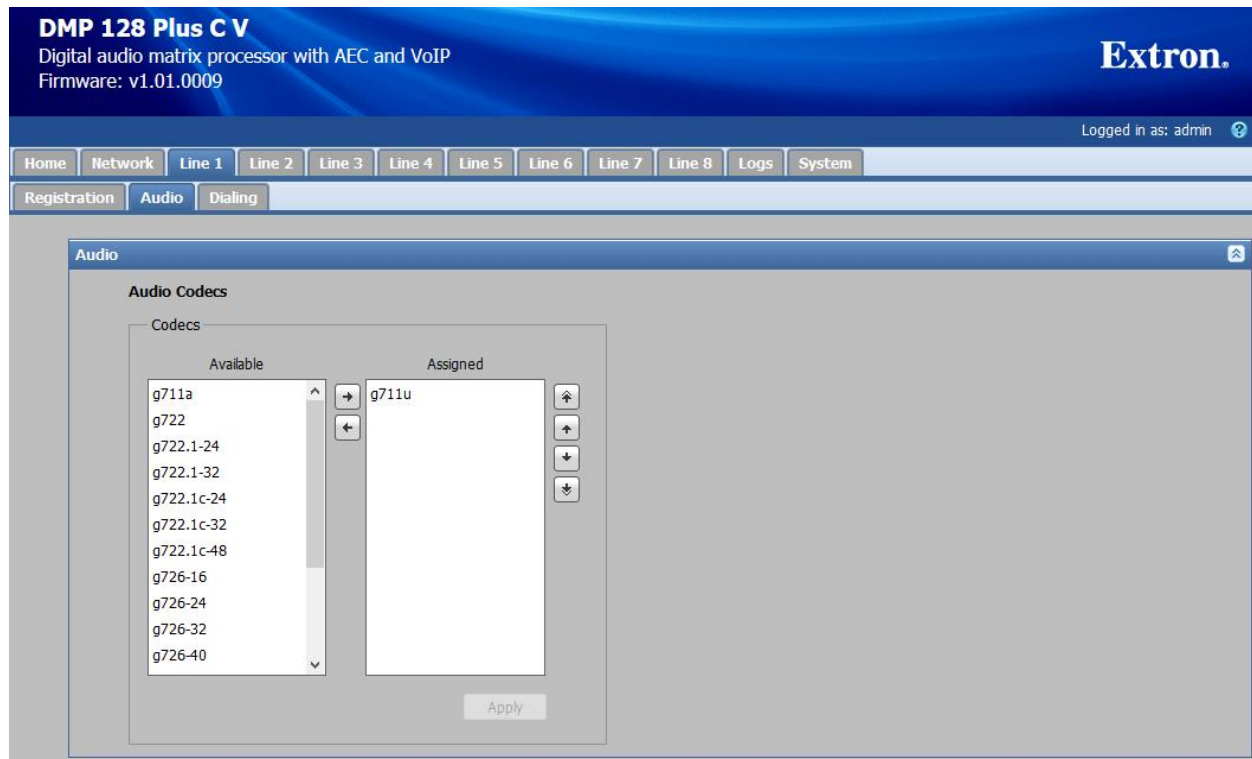 DMP 128 Plus C V
Digital audio matrix processor with AEC and VoIP
Firmware: v1.01.0009
Extron®
Logged in as: admin
Home Network Line 1 Line 2 Line 3 Line 4 Line 5 Line 6 Line 7 Line 8 Logs System
Registration Audio Dialing
Audio
Audio Codecs
Codecs
Available
Assigned
g711a
g722
g722.1-24
g722.1-32
g722.1c-24
g722.1c-32
g722.1c-48
g726-16
g726-24
g726-32
g726-40
g711u
Apply